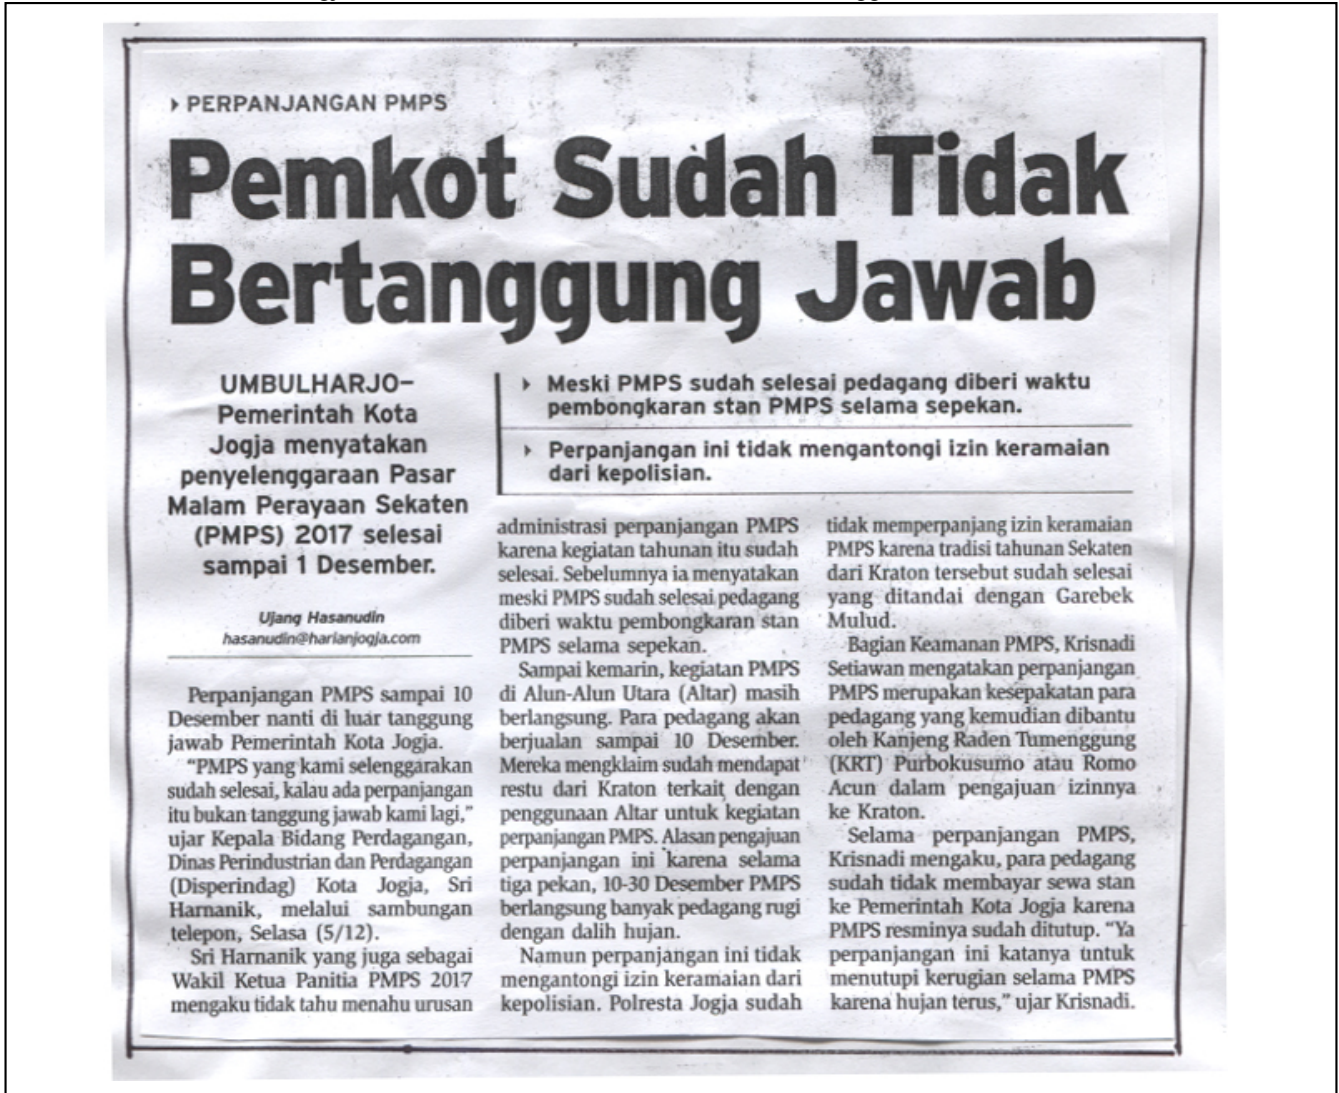 ▸ PERPANJANGAN PMPS
Pemkot Sudah Tidak
Bertanggung Jawab
UMBULHARJO–
Pemerintah Kota
Jogja menyatakan
penyelenggaraan Pasar
Malam Perayaan Sekaten
(PMPS) 2017 selesai
sampai 1 Desember.
Ujang Hasanudin
hasanudin@harianjogja.com
▸ Meski PMPS sudah selesai pedagang diberi waktu
pembongkaran stan PMPS selama sepekan.
▸ Perpanjangan ini tidak mengantongi izin keramaian
dari kepolisian.
Perpanjangan PMPS sampai 10
Desember nanti di luar tanggung
jawab Pemerintah Kota Jogja.
“PMPS yang kami selenggarakan
sudah selesai, kalau ada perpanjangan
itu bukan tanggung jawab kami lagi,”
ujar Kepala Bidang Perdagangan,
Dinas Perindustrian dan Perdagangan
(Disperindag) Kota Jogja, Sri
Harnanik, melalui sambungan
telepon, Selasa (5/12).
Sri Harnanik yang juga sebagai
Wakil Ketua Panitia PMPS 2017
mengaku tidak tahu menahu urusan
administrasi perpanjangan PMPS
karena kegiatan tahunan itu sudah
selesai. Sebelumnya ia menyatakan
meski PMPS sudah selesai pedagang
diberi waktu pembongkaran stan
PMPS selama sepekan.
Sampai kemarin, kegiatan PMPS
di Alun-Alun Utara (Altar) masih
berlangsung. Para pedagang akan
berjualan sampai 10 Desember.
Mereka mengklaim sudah mendapat
restu dari Kraton terkait dengan
penggunaan Altar untuk kegiatan
perpanjangan PMPS. Alasan pengajuan
perpanjangan ini karena selama
tiga pekan, 10-30 Desember PMPS
berlangsung banyak pedagang rugi
dengan dalih hujan.
Namun perpanjangan ini tidak
mengantongi izin keramaian dari
kepolisian. Polresta Jogja sudah
tidak memperpanjang izin keramaian
PMPS karena tradisi tahunan Sekaten
dari Kraton tersebut sudah selesai
yang ditandai dengan Garebek
Mulud.
Bagian Keamanan PMPS, Krisnadi
Setiawan mengatakan perpanjangan
PMPS merupakan kesepakatan para
pedagang yang kemudian dibantu
oleh Kanjeng Raden Tumenggung
(KRT) Purbokusumo atau Romo
Acun dalam pengajuan izinnya
ke Kraton.
Selama perpanjangan PMPS,
Krisnadi mengaku, para pedagang
sudah tidak membayar sewa stan
ke Pemerintah Kota Jogja karena
PMPS resminya sudah ditutup. “Ya
perpanjangan ini katanya untuk
menutupi kerugian selama PMPS
karena hujan terus,” ujar Krisnadi.